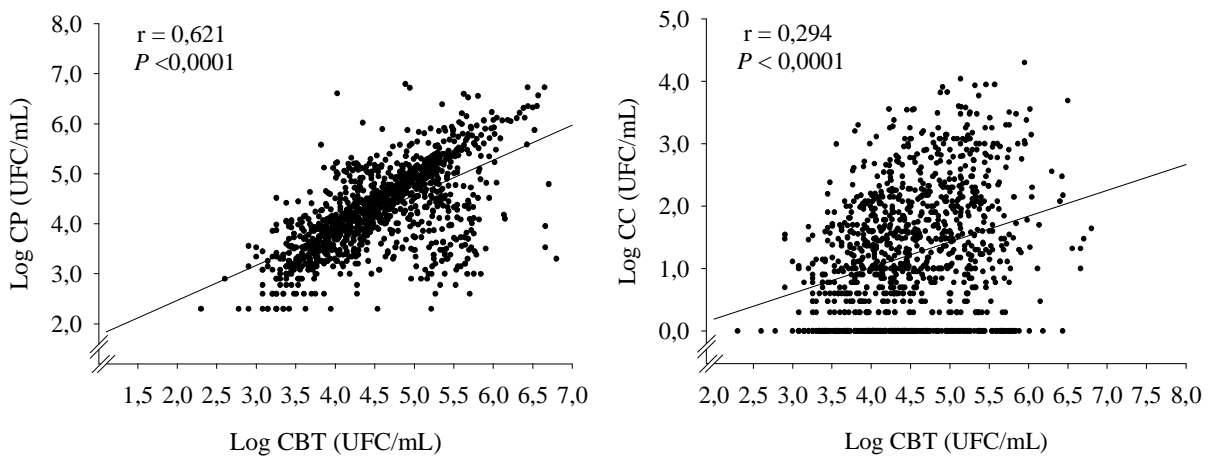 r = 0,621
P <0,0001
8,0
7,0
6,0
5,0
4,0
3,0
2,0
Log CP (UFC/mL)
1,5 2,0 2,5 3,0 3,5 4,0 4,5 5,0 5,5 6,0 6,5 7,0
Log CBT (UFC/mL)
r = 0,294
P < 0,0001
5,0
4,0
3,0
2,0
1,0
0,0
Log CC (UFC/mL)
2,0 2,5 3,0 3,5 4,0 4,5 5,0 5,5 6,0 6,5 7,0 7,5 8,0
Log CBT (UFC/mL)